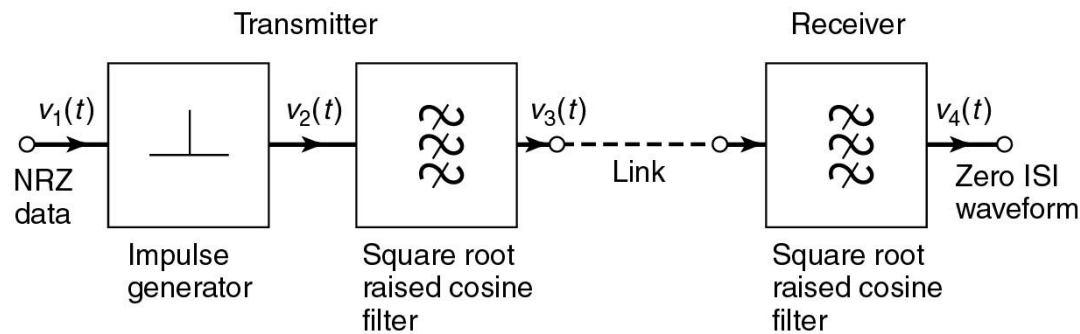 Transmitter
Receiver
v₁(t)
v₂(t)
v₃(t)
v₄(t)
NRZ
data
Link
Zero ISI
waveform
Impulse
generator
Square root
raised cosine
filter
Square root
raised cosine
filter